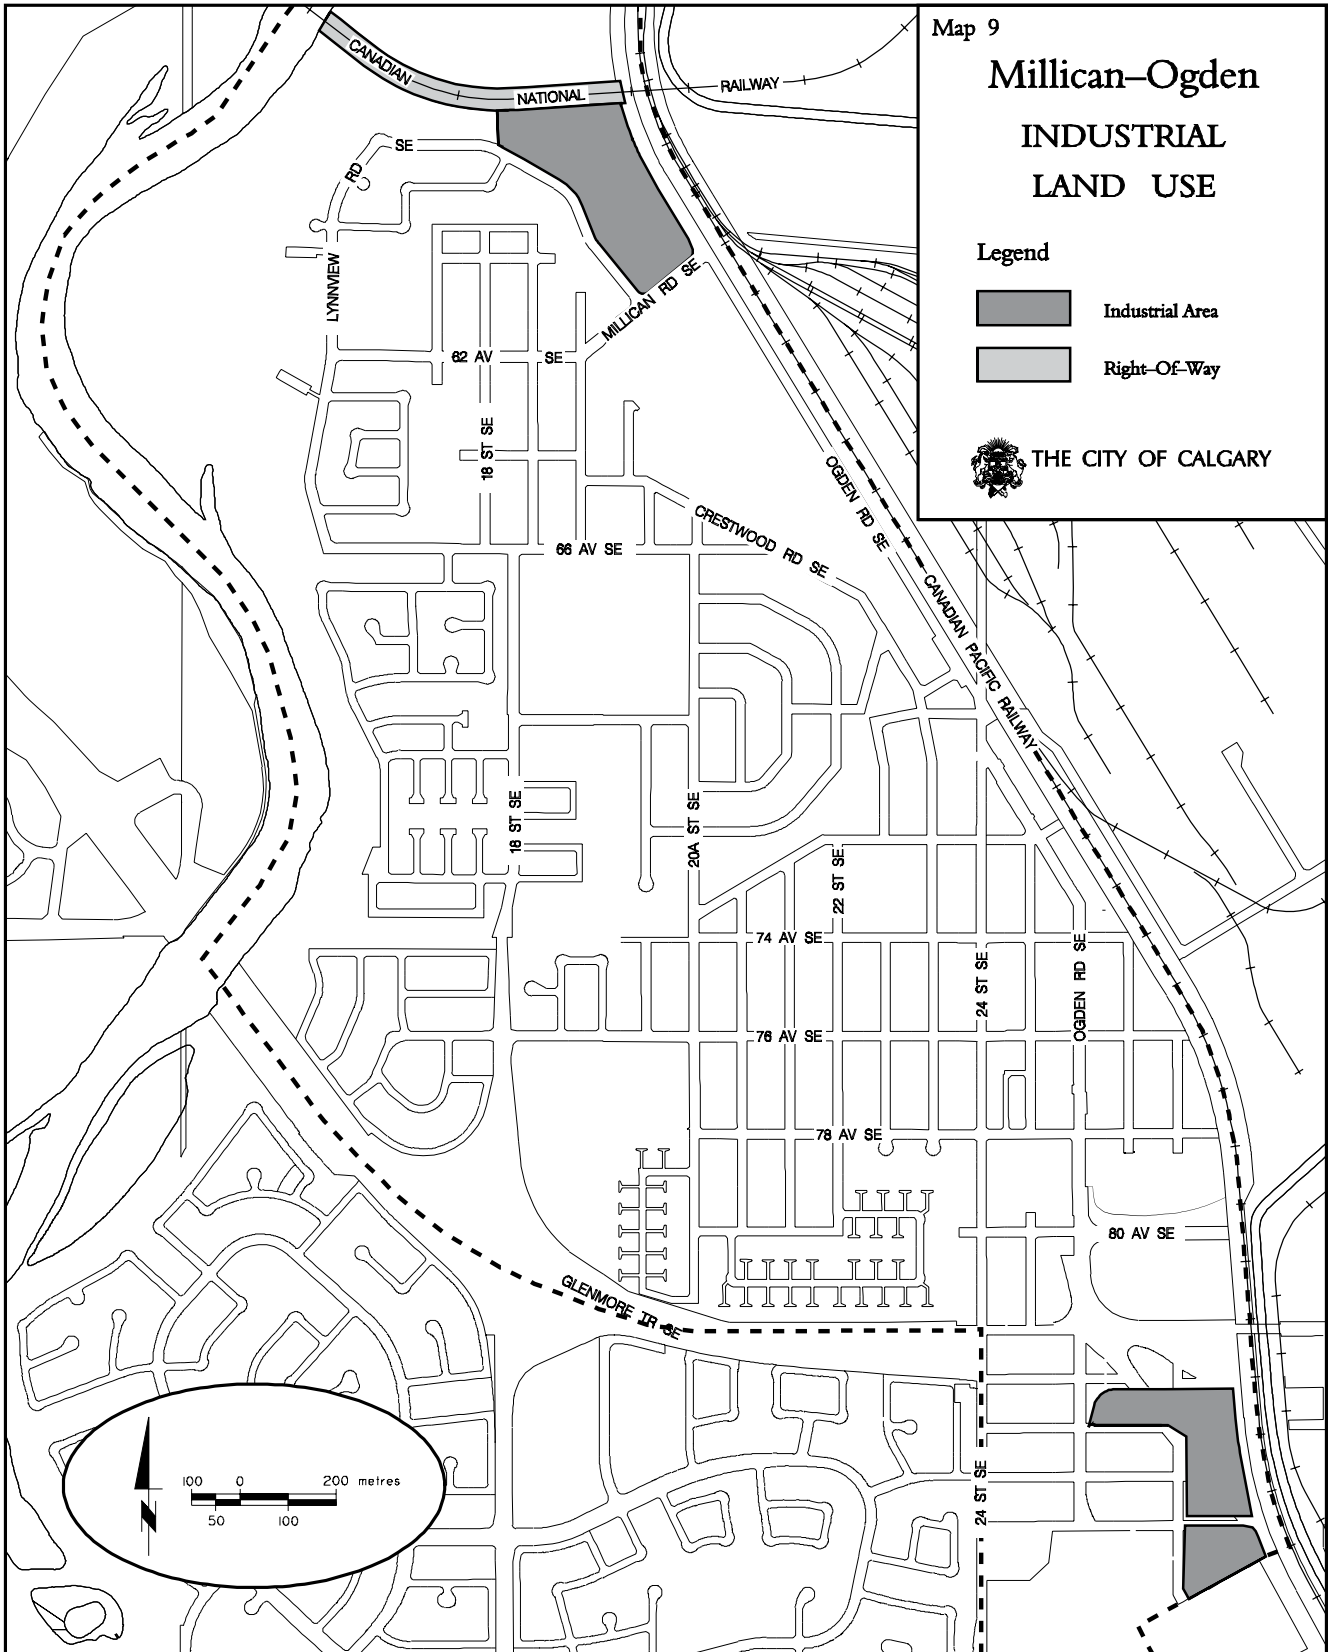 Map 9
Millican–Ogden
INDUSTRIAL
LAND USE
Legend
Industrial Area
Right–Of–Way
THE CITY OF CALGARY
CANADIAN
NATIONAL
RAILWAY
SE
RD
LYNNVIEW
MILLICAN RD SE
62 AV SE
18 ST SE
OGDEN RD SE
CRESTWOOD RD SE
66 AV SE
CANADIAN PACIFIC RAILWAY
18 ST SE
20A ST SE
22 ST SE
74 AV SE
24 ST SE
OGDEN RD SE
76 AV SE
78 AV SE
80 AV SE
GLENMORE TR SE
24 ST SE
100 0 200 metres
50 100